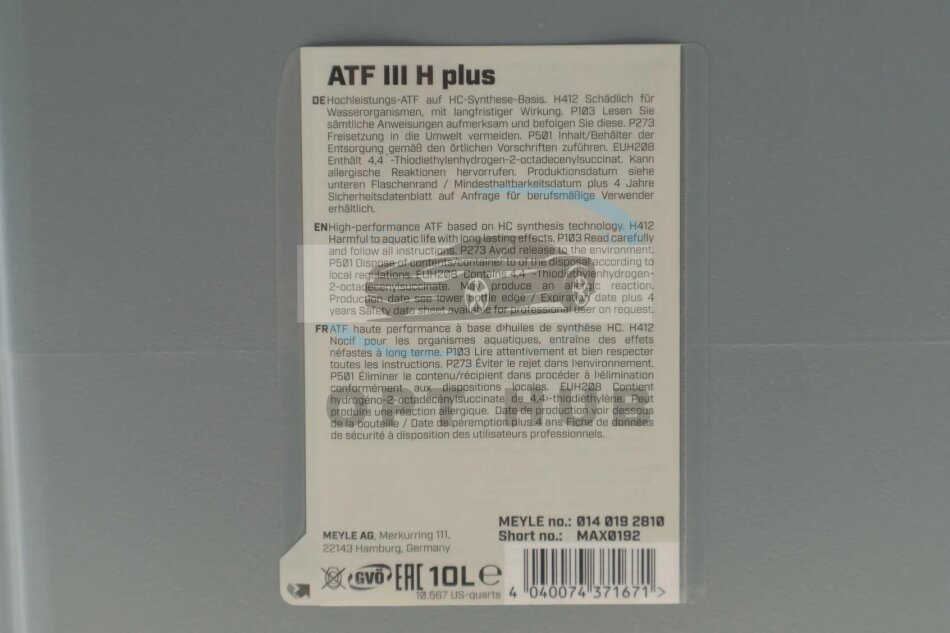 ATF III H plus
DE Hochleistungs-ATF auf HC-Synthese-Basis. H412 Schädlich für
Wasserorganismen, mit langfristiger Wirkung. P103 Lesen Sie
sämtliche Anweisungen aufmerksam und befolgen Sie diese. P273
Freisetzung in die Umwelt vermeiden. P501 Inhalt/Behälter der
Entsorgung gemäß den örtlichen Vorschriften zuführen. EUH208
Enthält 4,4 -Thiodiethylenhydrogen-2-octadecenylsuccinat. Kann
allergische Reaktionen hervorrufen. Produktionsdatum siehe
unteren Flaschenrand / Mindesthaltbarkeitsdatum plus 4 Jahre
Sicherheitsdatenblatt auf Anfrage für berufsmäßige Verwender
erhältlich.
EN High-performance ATF based on HC synthesis technology. H412
Harmful to aquatic life with long lasting effects. P103 Read carefully
and follow all instructions. P273 Avoid release to the environment.
P501 Dispose of contents/container to of the disposal according to
local regulations. EUH208 Contains 4,4 -Thiodiethylenhydrogen-
2-octadecenylsuccinate. May produce an allergic reaction.
Production date see lower bottle edge / Expiration date plus 4
years Safety data sheet available for professional user on request.
FR ATF haute performance à base d›huiles de synthèse HC. H412
Nocif pour les organismes aquatiques, entraîne des effets
néfastes à long terme. P103 Lire attentivement et bien respecter
toutes les instructions. P273 Éviter le rejet dans l›environnement.
P501 Éliminer le contenu/récipient dans procéder à l›élimination
conformément aux dispositions locales. EUH208 Contient
hydrogéno-2-octadécénylsuccinate de 4,4›-thiodiethylène. Peut
produire une réaction allergique. Date de production voir dessous
de la bouteille / Date de péremption plus 4 ans Fiche de données
de sécurité à disposition des utilisateurs professionnels.
OPT HUB
MEYLE no.: 014 019 2810
Short no.: MAX0192
MEYLE AG, Merkurring 111,
22143 Hamburg, Germany
GVÖ EAC 10L e
10.567 US-quarts
4 040074 371671 >